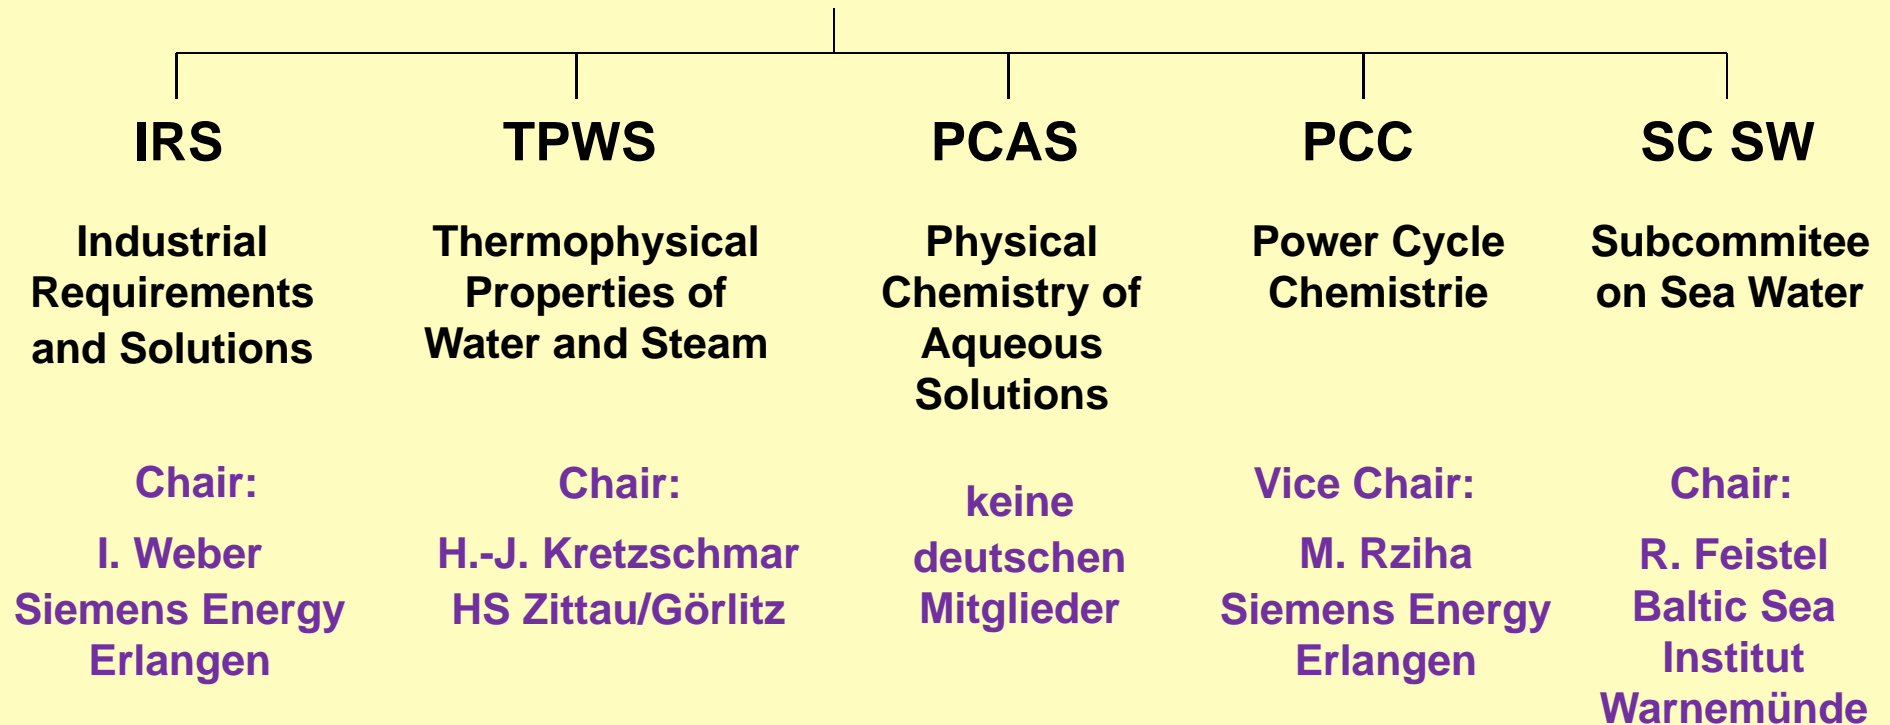 IRS
Industrial
Requirements
and Solutions
Chair:
I. Weber
Siemens Energy
Erlangen
TPWS
Thermophysical
Properties of
Water and Steam
Chair:
H.-J. Kretzschmar
HS Zittau/Görlitz
PCAS
Physical
Chemistry of
Aqueous
Solutions
keine
deutschen
Mitglieder
PCC
Power Cycle
Chemistrie
Vice Chair:
M. Rziha
Siemens Energy
Erlangen
SC SW
Subcommitee
on Sea Water
Chair:
R. Feistel
Baltic Sea
Institut
Warnemünde